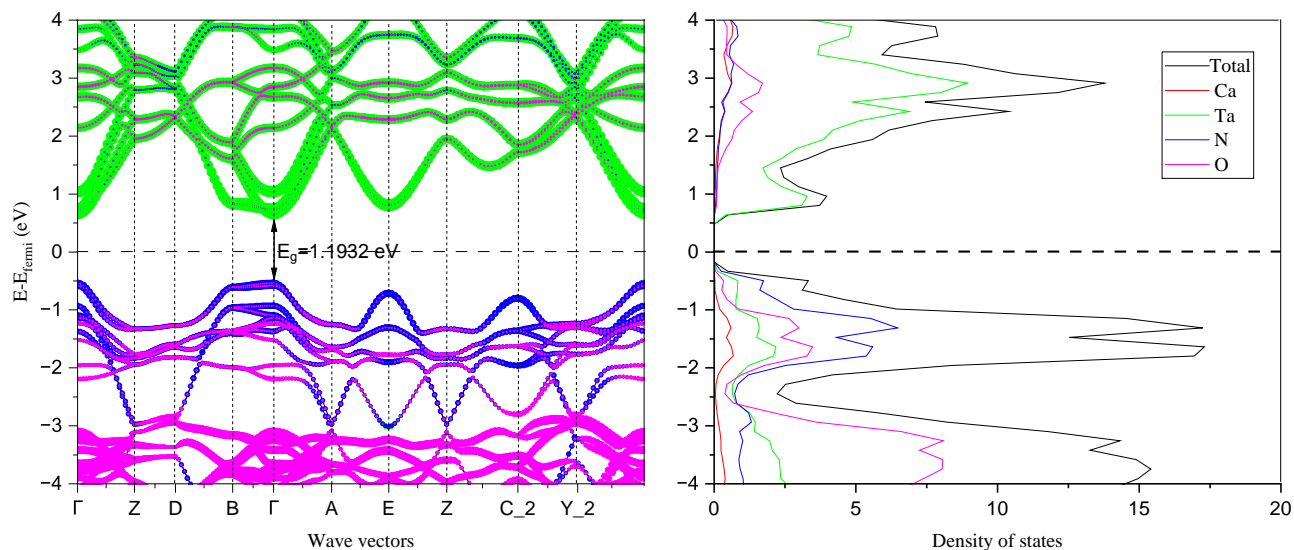 E-E_fermi (eV)
4
3
2
1
0
−1
−2
−3
−4
E_g=1.1932 eV
Γ Z D B Γ A E Z C_2 Y_2
Wave vectors
4
3
2
1
0
−1
−2
−3
−4
Total
Ca
Ta
N
O
0 5 10 15 20
Density of states